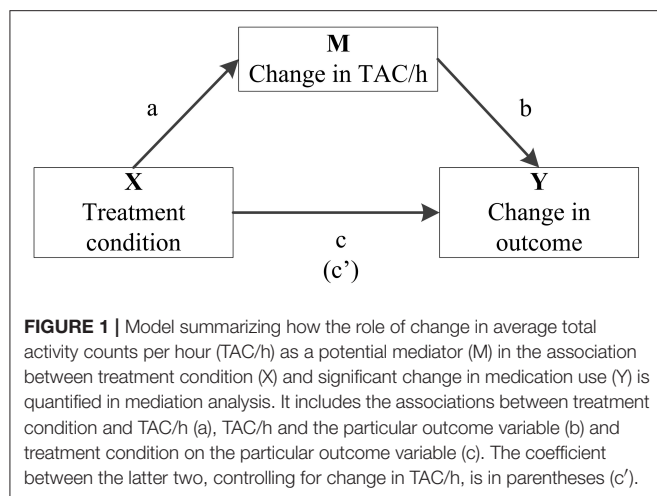 M
Change in TAC/h
a
b
X
Treatment
condition
Y
Change in
outcome
c
(c’)
FIGURE 1 | Model summarizing how the role of change in average total
activity counts per hour (TAC/h) as a potential mediator (M) in the association
between treatment condition (X) and significant change in medication use (Y) is
quantified in mediation analysis. It includes the associations between treatment
condition and TAC/h (a), TAC/h and the particular outcome variable (b) and
treatment condition on the particular outcome variable (c). The coefficient
between the latter two, controlling for change in TAC/h, is in parentheses (c′).